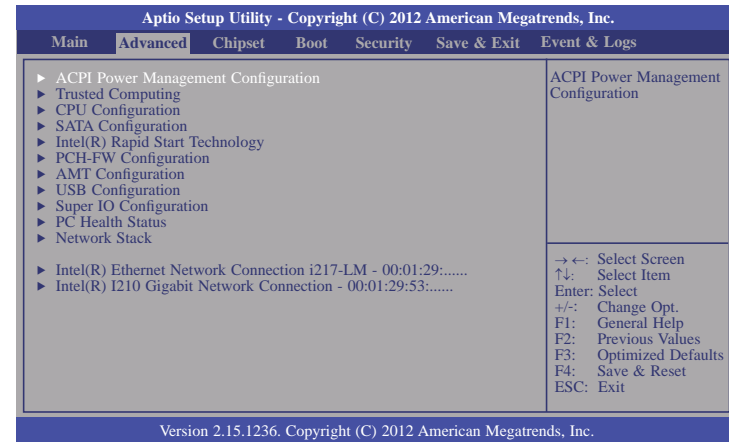 Aptio Setup Utility - Copyright (C) 2012 American Megatrends, Inc.
Main Advanced Chipset Boot Security Save & Exit Event & Logs
► ACPI Power Management Configuration
► Trusted Computing
► CPU Configuration
► SATA Configuration
► Intel(R) Rapid Start Technology
► PCH-FW Configuration
► AMT Configuration
► USB Configuration
► Super IO Configuration
► PC Health Status
► Network Stack
► Intel(R) Ethernet Network Connection i217-LM - 00:01:29:......
► Intel(R) I210 Gigabit Network Connection - 00:01:29:53:......
ACPI Power Management
Configuration
→←: Select Screen
↑↓: Select Item
Enter: Select
+/-: Change Opt.
F1: General Help
F2: Previous Values
F3: Optimized Defaults
F4: Save & Reset
ESC: Exit
Version 2.15.1236. Copyright (C) 2012 American Megatrends, Inc.